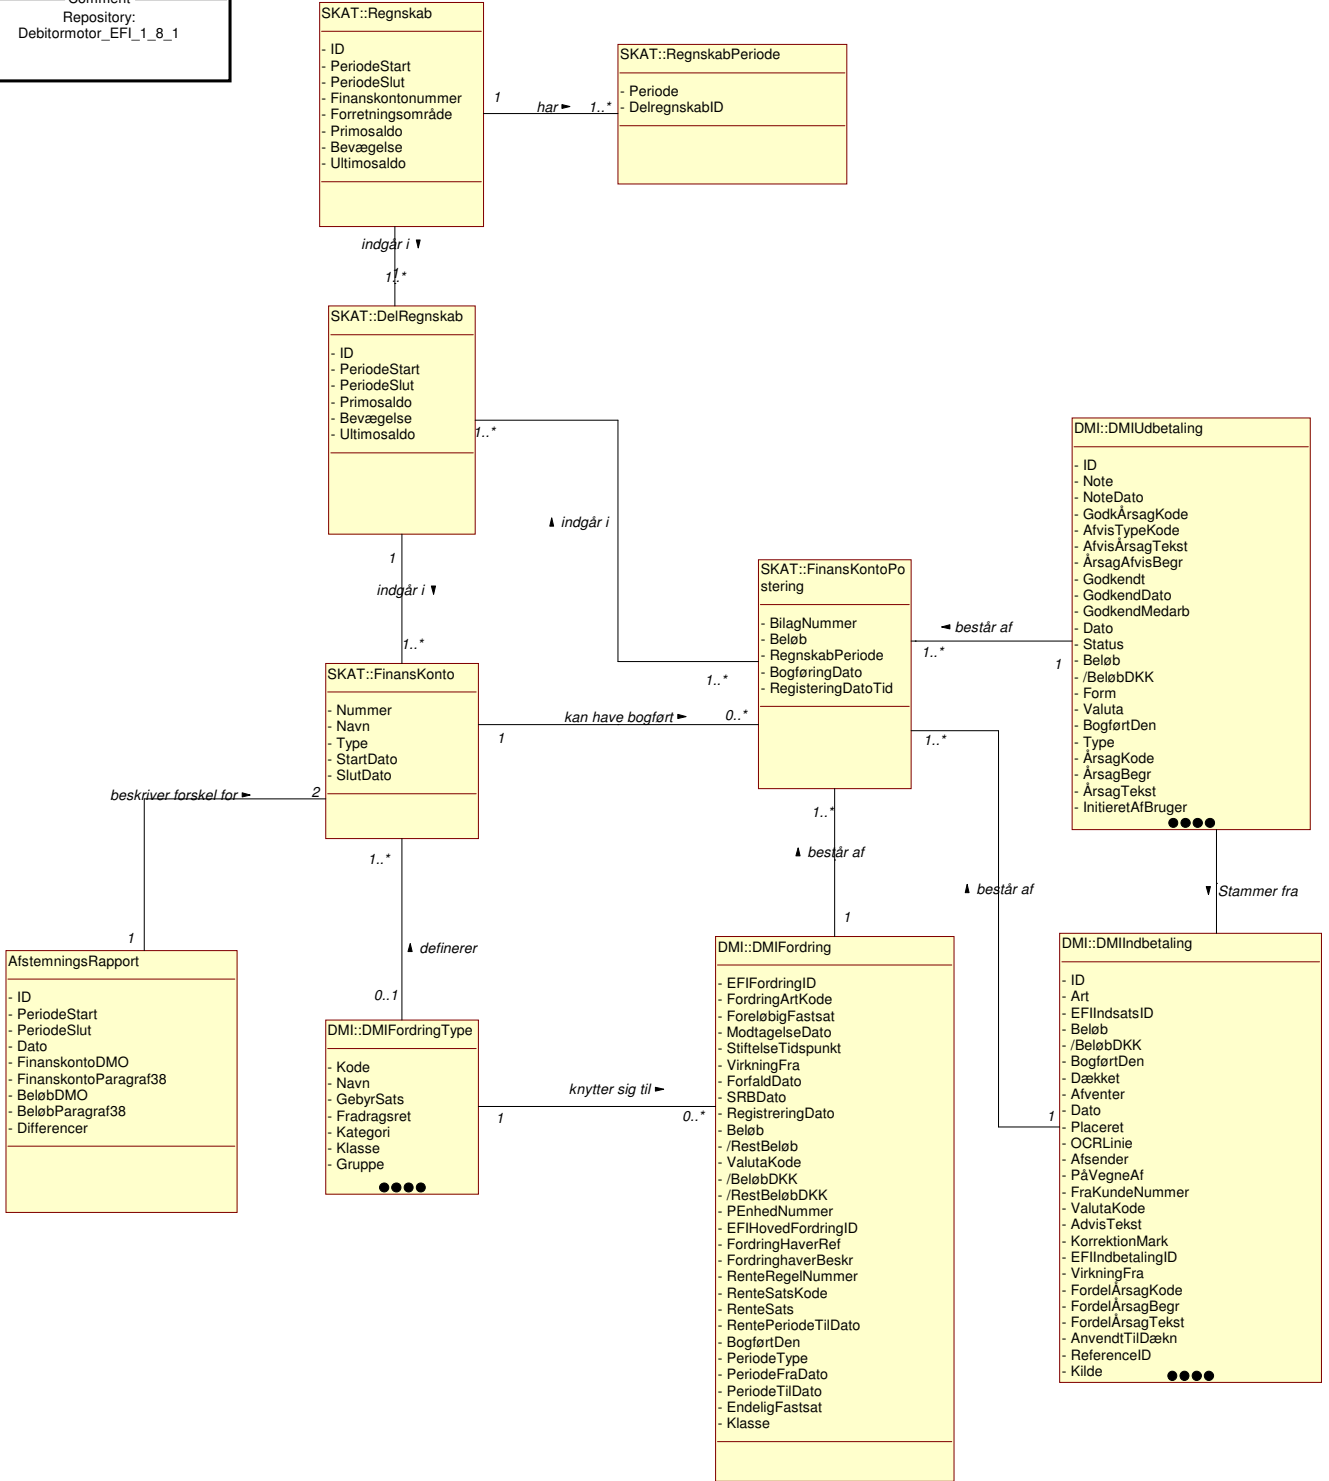 Comment
Repository:
Debitormotor_EFI_1_8_1
SKAT::Regnskab
- ID
- PeriodeStart
- PeriodeSlut
- Finanskontonummer
- Forretningsområde
- Primosaldo
- Bevægelse
- Ultimosaldo
1
har ►
1..*
SKAT::RegnskabPeriode
- Periode
- DelregnskabID
indgår i ▼
1
1..*
SKAT::DelRegnskab
- ID
- PeriodeStart
- PeriodeSlut
- Primosaldo
- Bevægelse
- Ultimosaldo
1..*
▲ indgår i
1..*
1
indgår i ▼
1..*
SKAT::FinansKonto
- Nummer
- Navn
- Type
- StartDato
- SlutDato
1
kan have bogført ►
0..*
SKAT::FinansKontoPo
stering
- BilagNummer
- Beløb
- RegnskabPeriode
- BogføringDato
- RegisteringDatoTid
◄ består af
1..*
1
DMI::DMIUdbetaling
- ID
- Note
- NoteDato
- GodkÅrsagKode
- AfvisTypeKode
- AfvisÅrsagTekst
- ÅrsagAfvisBegr
- Godkendt
- GodkendDato
- GodkendMedarb
- Dato
- Status
- Beløb
- /BeløbDKK
- Form
- Valuta
- BogførtDen
- Type
- ÅrsagKode
- ÅrsagBegr
- ÅrsagTekst
- InitieretAfBruger
beskriver forskel for ►
2
1
AfstemningsRapport
- ID
- PeriodeStart
- PeriodeSlut
- Dato
- FinanskontoDMO
- FinanskontoParagraf38
- BeløbDMO
- BeløbParagraf38
- Differencer
1..*
▲ definerer
0..1
DMI::DMIFordringType
- Kode
- Navn
- GebyrSats
- Fradragsret
- Kategori
- Klasse
- Gruppe
1
knytter sig til ►
0..*
1..*
▲ består af
1
DMI::DMIFordring
- EFIFordringID
- FordringArtKode
- ForeløbigFastsat
- ModtagelseDato
- StiftelseTidspunkt
- VirkningFra
- ForfaldDato
- SRBDato
- RegistreringDato
- Beløb
- /RestBeløb
- ValutaKode
- /BeløbDKK
- /RestBeløbDKK
- PEnhedNummer
- EFIHovedFordringID
- FordringHaverRef
- FordringhaverBeskr
- RenteRegelNummer
- RenteSatsKode
- RenteSats
- RentePeriodeTilDato
- BogførtDen
- PeriodeType
- PeriodeFraDato
- PeriodeTilDato
- EndeligFastsat
- Klasse
1..*
▲ består af
1
▼ Stammer fra
DMI::DMIIndbetaling
- ID
- Art
- EFIIndsatsID
- Beløb
- /BeløbDKK
- BogførtDen
- Dækket
- Afventer
- Dato
- Placeret
- OCRLinie
- Afsender
- PåVegneAf
- FraKundeNummer
- ValutaKode
- AdvisTekst
- KorrektionMark
- EFIIndbetalingID
- VirkningFra
- FordelÅrsagKode
- FordelÅrsagBegr
- FordelÅrsagTekst
- AnvendtTilDækn
- ReferenceID
- Kilde